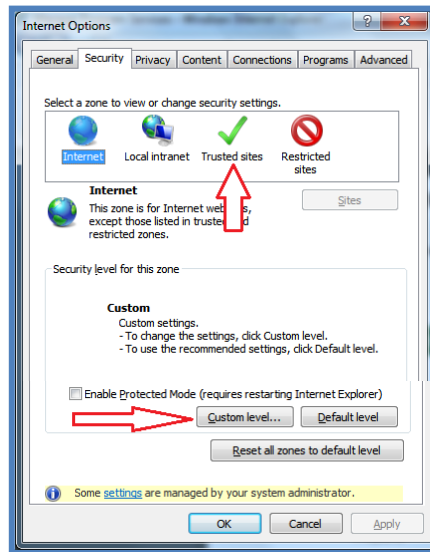 Internet Options
General Security Privacy Content Connections Programs Advanced
Select a zone to view or change security settings.
Internet Local intranet Trusted sites Restricted sites
Internet
Sites
This zone is for Internet
except those listed in
restricted zones.
Security level for this zone
Custom
Custom settings.
- To change the settings, click Custom level.
- To use the recommended settings, click Default level.
Enable Protected Mode (requires restarting Internet Explorer)
Custom level... Default level
Reset all zones to default level
Some settings are managed by your system administrator.
OK Cancel Apply